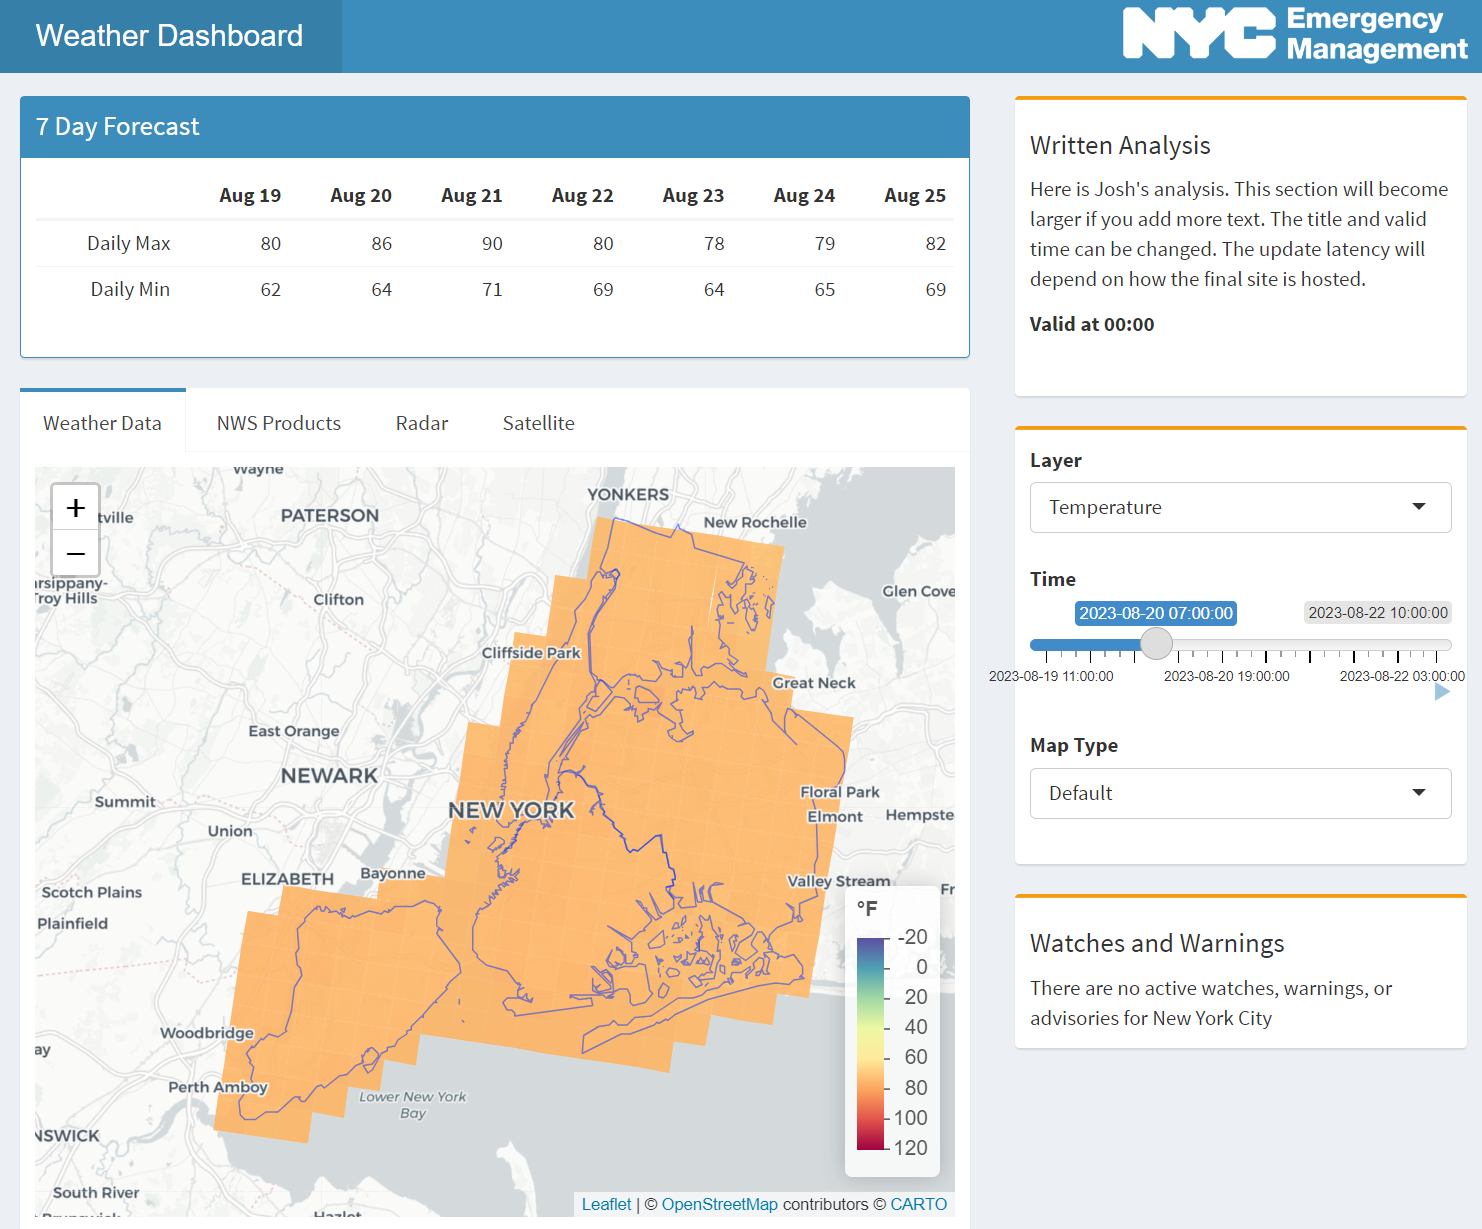 Weather Dashboard
NYC Emergency
Management
7 Day Forecast
Aug 19 Aug 20 Aug 21 Aug 22 Aug 23 Aug 24 Aug 25
Daily Max 80 86 90 80 78 79 82
Daily Min 62 64 71 69 64 65 69
Written Analysis
Here is Josh's analysis. This section will become
larger if you add more text. The title and valid
time can be changed. The update latency will
depend on how the final site is hosted.
Valid at 00:00
Weather Data NWS Products Radar Satellite
+
−
Wayne
YONKERS
PATERSON
New Rochelle
tville
arsippany-
Troy Hills
Glen Cove
Clifton
Cliffside Park
Great Neck
East Orange
NEWARK
Floral Park
Summit
NEW YORK
Elmont
Hempste
Union
Bayonne
ELIZABETH
Valley Stream
Fr
Scotch Plains
Plainfield
Woodbridge
ay
Perth Amboy
Lower New York
Bay
NSWICK
South River
Hazlet
°F
-20
0
20
40
60
80
100
120
Leaflet | © OpenStreetMap contributors © CARTO
Layer
Temperature
Time
2023-08-20 07:00:00 2023-08-22 10:00:00
2023-08-19 11:00:00 2023-08-20 19:00:00 2023-08-22 03:00:00
Map Type
Default
Watches and Warnings
There are no active watches, warnings, or
advisories for New York City